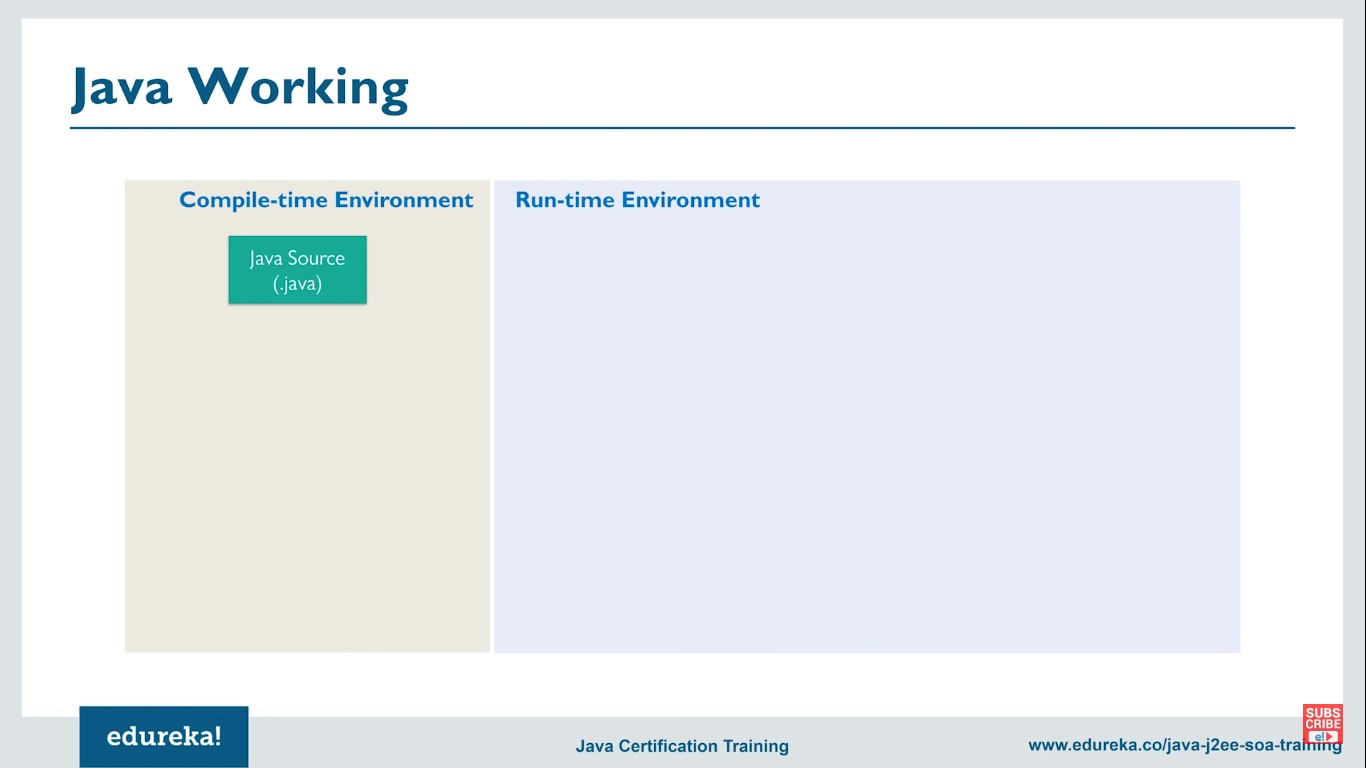 Java Working
Compile-time Environment
Run-time Environment
Java Source
(.java)
edureka!
Java Certification Training
www.edureka.co/java-j2ee-soa-training
SUBS
CRIBE
e!